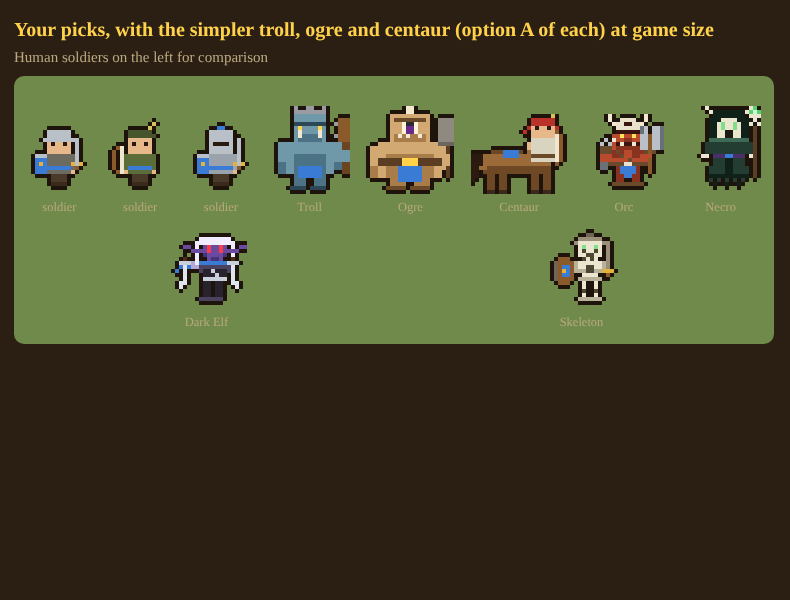 Your picks, with the simpler troll, ogre and centaur (option A of each) at game size
Human soldiers on the left for comparison
soldier soldier soldier Troll Ogre Centaur Orc Necro
Dark Elf Skeleton